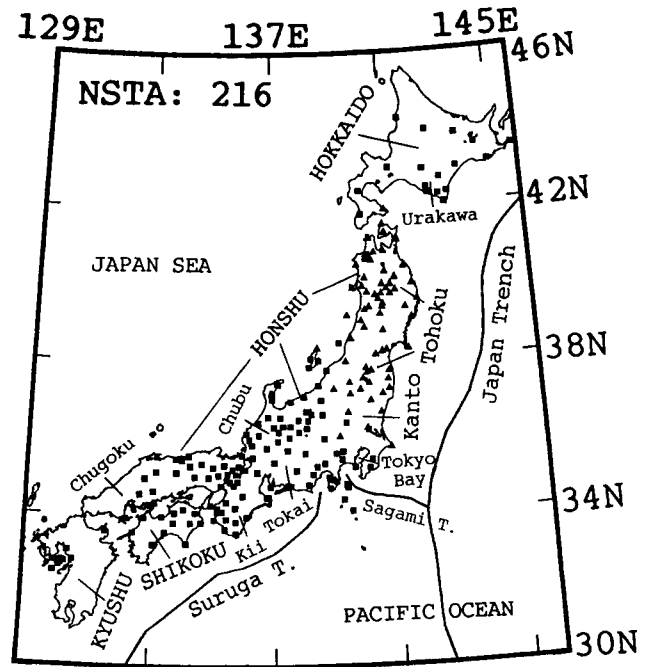 129E 137E 145E
46N
NSTA: 216
HOKKAIDO
42N
Urakawa
JAPAN SEA
Japan Trench
HONSHU
Tohoku
38N
Chubu
Kanto
Chugoku
Tokyo
Bay
34N
Sagami T.
Tokai
Kii
SHIKOKU
Suruga T.
KYUSHU
PACIFIC OCEAN
30N